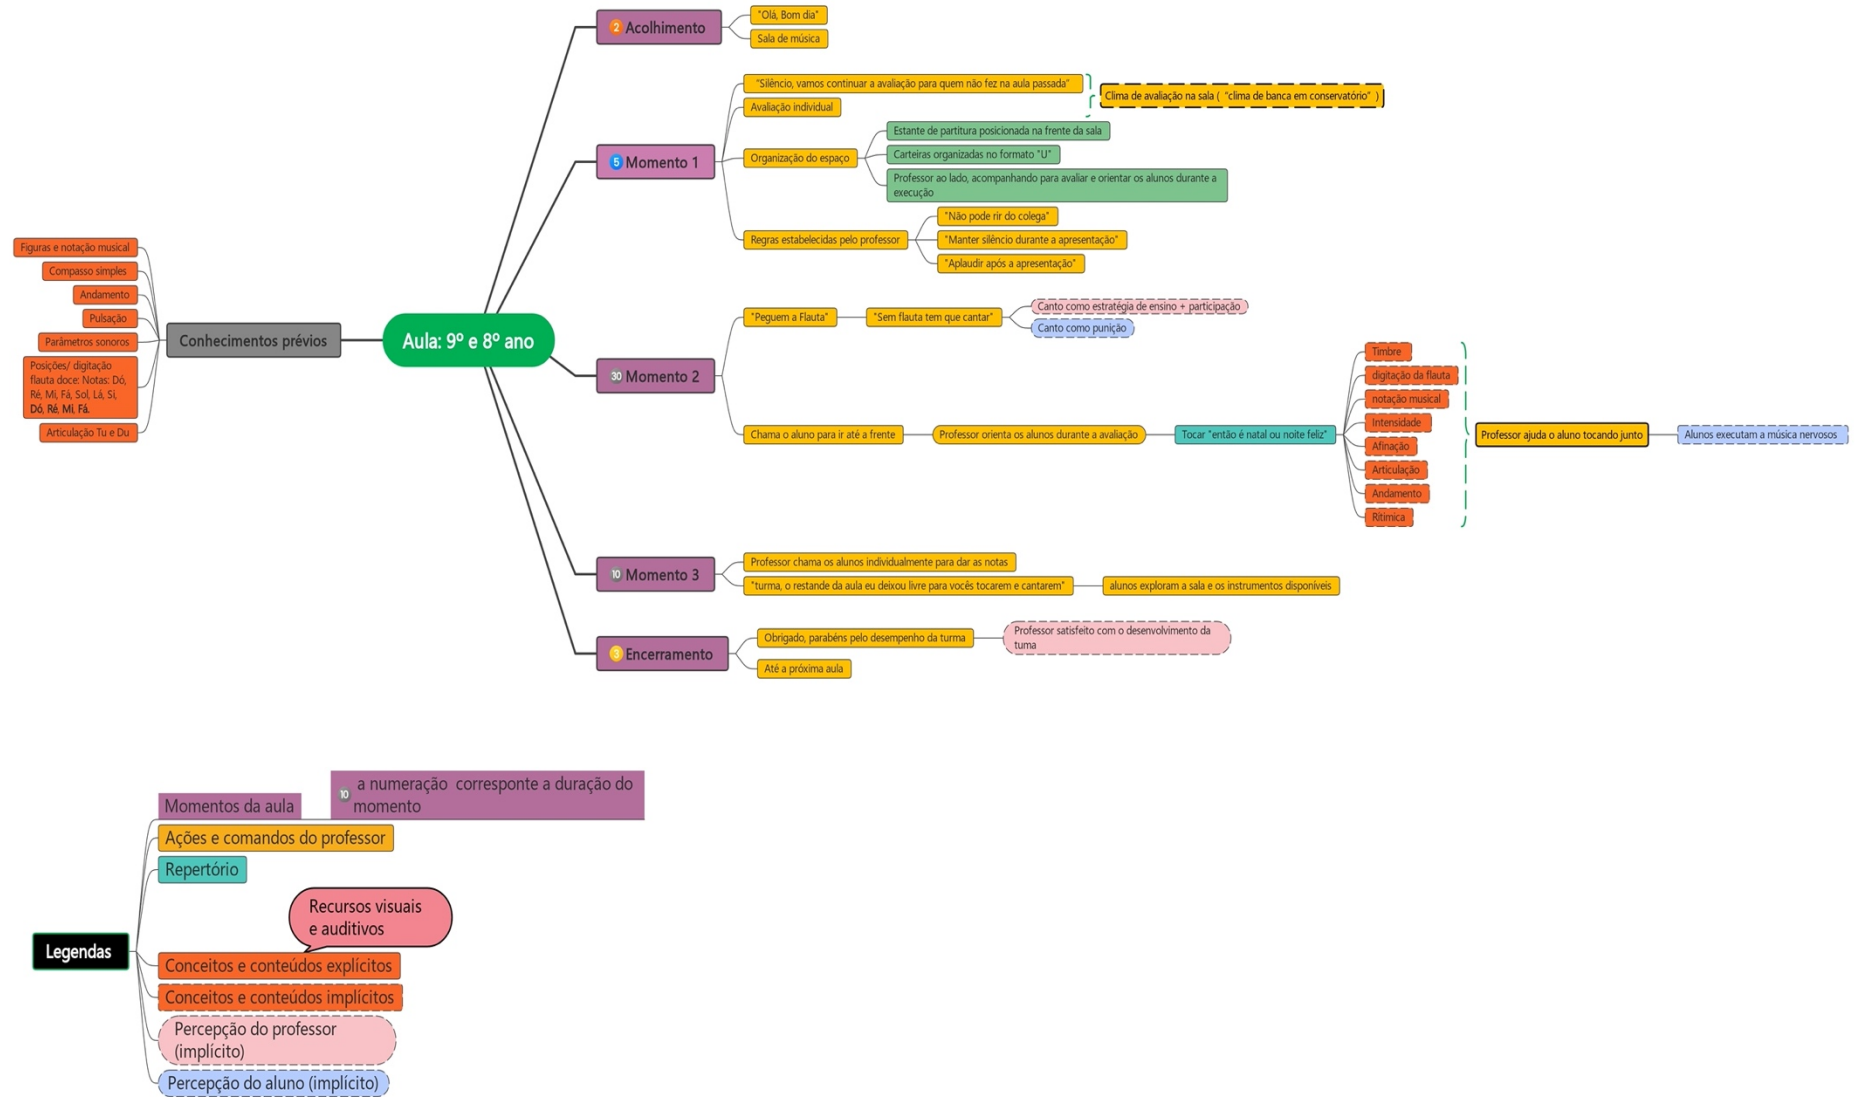 2 Acolhimento
"Olá, Bom dia"
Sala de música
5 Momento 1
"Silêncio, vamos continuar a avaliação para quem não fez na aula passada"
Avaliação individual
Clima de avaliação na sala ( "clima de banca em conservatório" )
Organização do espaço
Estante de partitura posicionada na frente da sala
Carteiras organizadas no formato "U"
Professor ao lado, acompanhando para avaliar e orientar os alunos durante a
execução
Regras estabelecidas pelo professor
"Não pode rir do colega"
"Manter silêncio durante a apresentação"
"Aplaudir após a apresentação"
Figuras e notação musical
Compasso simples
Andamento
Pulsação
Parâmetros sonoros
Posições/ digitação
flauta doce: Notas: Dó,
Ré, Mi, Fá, Sol, Lá, Si,
Dó, Ré, Mi, Fá.
Articulação Tu e Du
Conhecimentos prévios
Aula: 9º e 8º ano
30 Momento 2
"Peguem a Flauta"
"Sem flauta tem que cantar"
Canto como estratégia de ensino + participação
Canto como punição
Chama o aluno para ir até a frente
Professor orienta os alunos durante a avaliação
Tocar "então é natal ou noite feliz"
Timbre
digitação da flauta
notação musical
Intensidade
Afinação
Articulação
Andamento
Rítimica
Professor ajuda o aluno tocando junto
Alunos executam a música nervosos
10 Momento 3
Professor chama os alunos individualmente para dar as notas
"turma, o restande da aula eu deixou livre para vocês tocarem e cantarem"
alunos exploram a sala e os instrumentos disponíveis
3 Encerramento
Obrigado, parabéns pelo desempenho da turma
Professor satisfeito com o desenvolvimento da
tuma
Até a próxima aula
Legendas
Momentos da aula
10 a numeração corresponte a duração do
momento
Ações e comandos do professor
Repertório
Recursos visuais
e auditivos
Conceitos e conteúdos explícitos
Conceitos e conteúdos implícitos
Percepção do professor
(implícito)
Percepção do aluno (implícito)